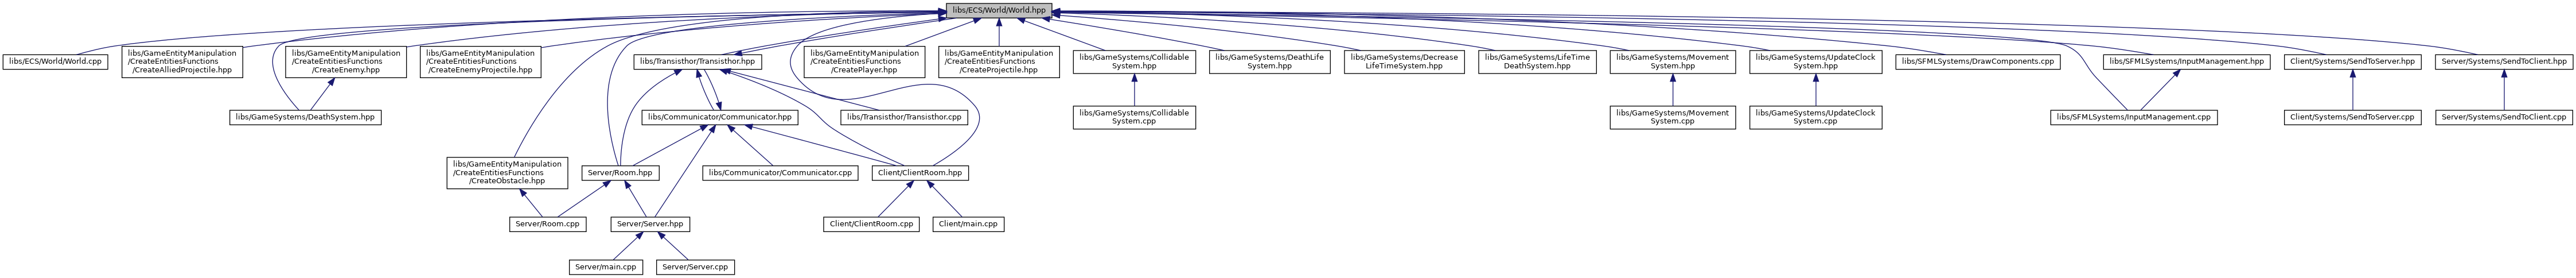 libs/ECS/World/World.hpp
libs/ECS/World/World.cpp
libs/GameEntityManipulation
/CreateEntitiesFunctions
/CreateAlliedProjectile.hpp
libs/GameEntityManipulation
/CreateEntitiesFunctions
/CreateEnemy.hpp
libs/GameEntityManipulation
/CreateEntitiesFunctions
/CreateEnemyProjectile.hpp
libs/Transisthor/Transisthor.hpp
libs/GameEntityManipulation
/CreateEntitiesFunctions
/CreatePlayer.hpp
libs/GameEntityManipulation
/CreateEntitiesFunctions
/CreateProjectile.hpp
libs/GameSystems/Collidable
System.hpp
libs/GameSystems/DeathLife
System.hpp
libs/GameSystems/Decrease
LifeTimeSystem.hpp
libs/GameSystems/LifeTime
DeathSystem.hpp
libs/GameSystems/Movement
System.hpp
libs/GameSystems/UpdateClock
System.hpp
libs/SFMLSystems/DrawComponents.cpp
libs/SFMLSystems/InputManagement.hpp
Client/Systems/SendToServer.hpp
Server/Systems/SendToClient.hpp
libs/GameSystems/DeathSystem.hpp
libs/Communicator/Communicator.hpp
libs/Transisthor/Transisthor.cpp
libs/GameSystems/Collidable
System.cpp
libs/GameSystems/Movement
System.cpp
libs/GameSystems/UpdateClock
System.cpp
libs/SFMLSystems/InputManagement.cpp
Client/Systems/SendToServer.cpp
Server/Systems/SendToClient.cpp
libs/GameEntityManipulation
/CreateEntitiesFunctions
/CreateObstacle.hpp
Server/Room.hpp
libs/Communicator/Communicator.cpp
Client/ClientRoom.hpp
Server/Room.cpp
Server/Server.hpp
Client/ClientRoom.cpp
Client/main.cpp
Server/main.cpp
Server/Server.cpp